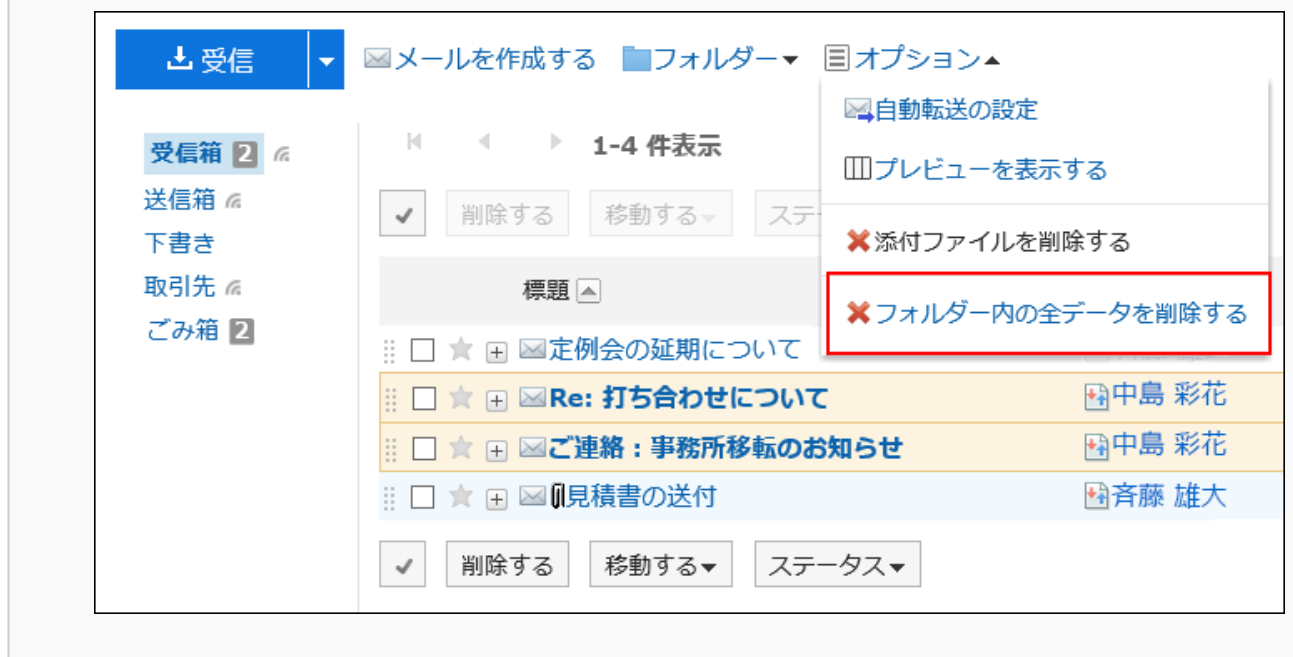 受信 メールを作成する フォルダー オプション
自動転送の設定
プレビューを表示する
添付ファイルを削除する
フォルダー内の全データを削除する
受信箱 2
送信箱
下書き
取引先
ごみ箱 2
1-4 件表示
削除する 移動する ステー
標題
定例会の延期について
Re: 打ち合わせについて 中島 彩花
ご連絡：事務所移転のお知らせ 中島 彩花
見積書の送付 斉藤 雄大
削除する 移動する ステータス